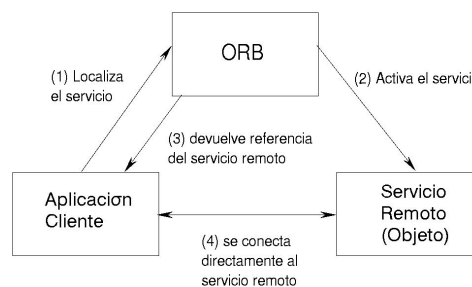 ORB
(1) Localiza
el servicio
(2) Activa el servici
(3) devuelve referencia
del servicio remoto
Aplicación
Cliente
Servicio
Remoto
(Objeto)
(4) se conecta
directamente al
servicio remoto